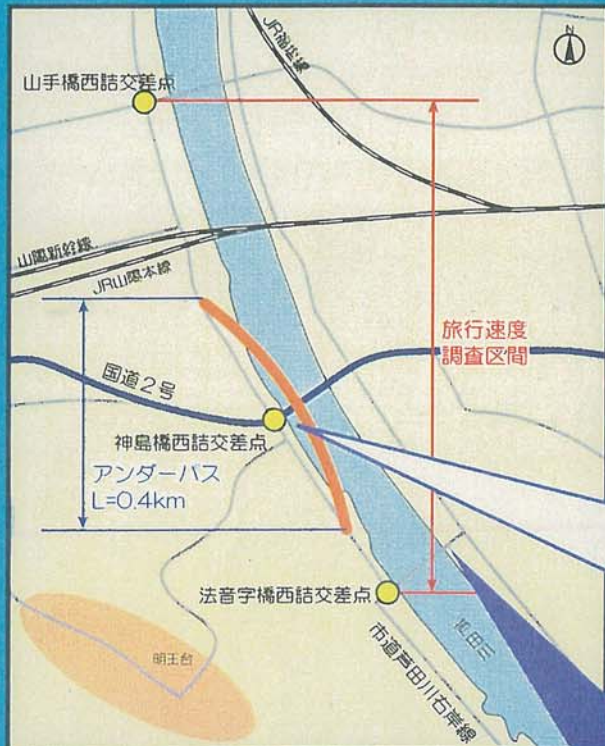 N
JR福塩線
山手橋西詰交差点
山陽新幹線
JR山陽本線
旅行速度
調査区間
国道2号
神島橋西詰交差点
アンダーパス
L=0.4km
法音字橋西詰交差点
芦田川
明王台
市道芦田川右岸線